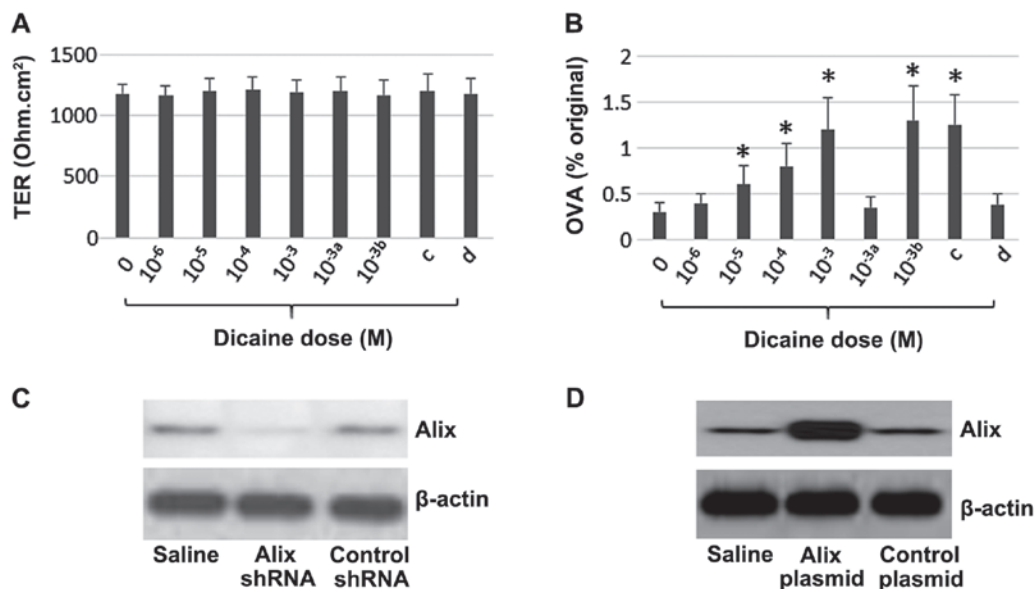 A
TER (Ohm.cm²)
1500
1000
500
0
0
10⁻⁶
10⁻⁵
10⁻⁴
10⁻³
10⁻³ᵃ
10⁻³ᵇ
c
d
Dicaine dose (M)
B
OVA (% original)
2
1.5
1
0.5
0
* * * * *
0
10⁻⁶
10⁻⁵
10⁻⁴
10⁻³
10⁻³ᵃ
10⁻³ᵇ
c
d
Dicaine dose (M)
C
Alix
β-actin
Saline Alix Control
shRNA shRNA
D
Alix
β-actin
Saline Alix Control
plasmid plasmid